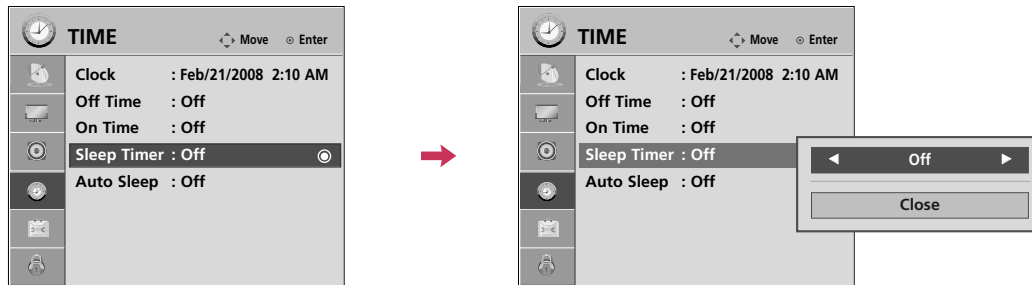 TIME
Move Enter
Clock : Feb/21/2008 2:10 AM
Off Time : Off
On Time : Off
Sleep Timer : Off
Auto Sleep : Off
TIME
Move Enter
Clock : Feb/21/2008 2:10 AM
Off Time : Off
On Time : Off
Sleep Timer : Off
Auto Sleep : Off
Off
Close